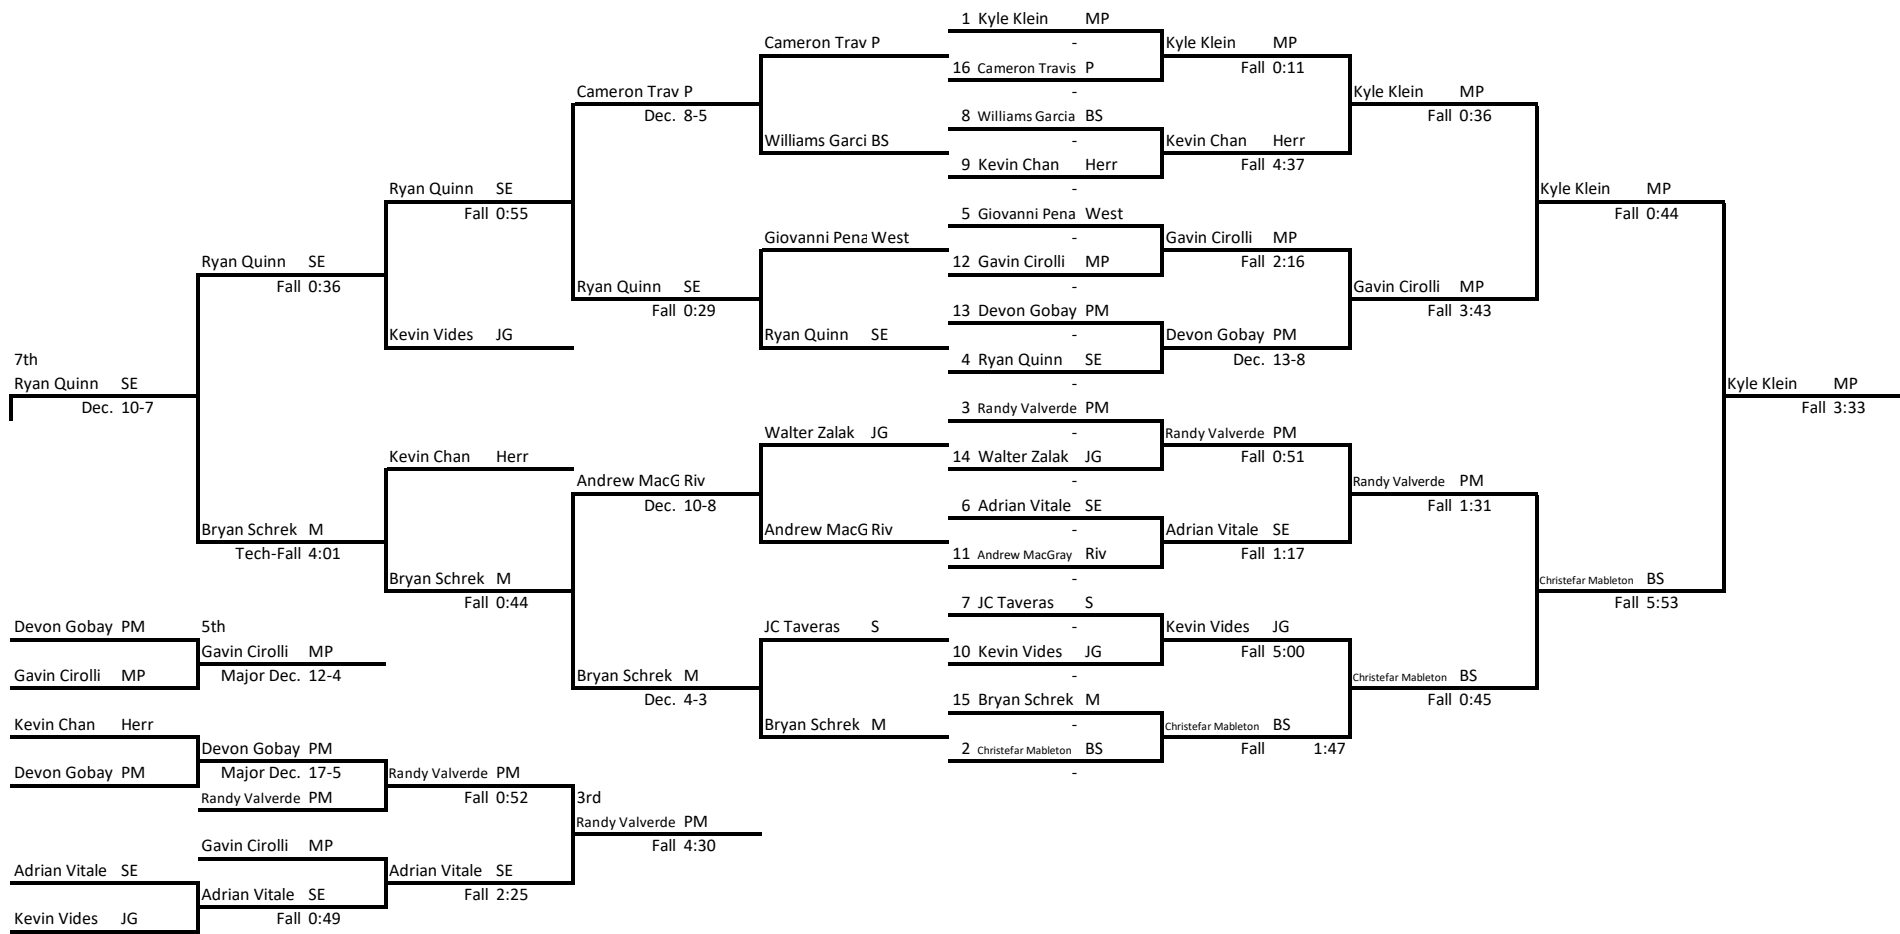 1 Kyle Klein MP
Cameron Trav P - Kyle Klein MP
16 Cameron Travis P Fall 0:11
Cameron Trav P - Kyle Klein MP
Dec. 8-5 8 Williams Garcia BS Fall 0:36
Williams Garci BS - Kevin Chan Herr
9 Kevin Chan Herr Fall 4:37
Ryan Quinn SE - Kyle Klein MP
Fall 0:55 5 Giovanni Pena West Fall 0:44
Giovanni Pena West - Gavin Cirolli MP
Ryan Quinn SE 12 Gavin Cirolli MP Fall 2:16
Fall 0:36 Ryan Quinn SE - Gavin Cirolli MP
Fall 0:29 13 Devon Gobay PM Fall 3:43
Kevin Vides JG Ryan Quinn SE - Devon Gobay PM
7th 4 Ryan Quinn SE Dec. 13-8
Ryan Quinn SE - Kyle Klein MP
Dec. 10-7 3 Randy Valverde PM Fall 3:33
Walter Zalak JG - Randy Valverde PM
Kevin Chan Herr 14 Walter Zalak JG Fall 0:51
Andrew MacG Riv - Randy Valverde PM
Dec. 10-8 6 Adrian Vitale SE Fall 1:31
Bryan Schrek M Andrew MacG Riv - Adrian Vitale SE
Tech-Fall 4:01 11 Andrew MacGray Riv Fall 1:17
Bryan Schrek M - Christefar Mableton BS
Fall 0:44 7 JC Taveras S Fall 5:53
Devon Gobay PM 5th JC Taveras S - Kevin Vides JG
Gavin Cirolli MP 10 Kevin Vides JG Fall 5:00
Gavin Cirolli MP Major Dec. 12-4 Bryan Schrek M - Christefar Mableton BS
Dec. 4-3 15 Bryan Schrek M Fall 0:45
Kevin Chan Herr Bryan Schrek M - Christefar Mableton BS
Devon Gobay PM 2 Christefar Mableton BS Fall 1:47
Devon Gobay PM Major Dec. 17-5 Randy Valverde PM -
Randy Valverde PM Fall 0:52 3rd
Randy Valverde PM
Gavin Cirolli MP Fall 4:30
Adrian Vitale SE Adrian Vitale SE
Adrian Vitale SE Fall 2:25
Kevin Vides JG Fall 0:49